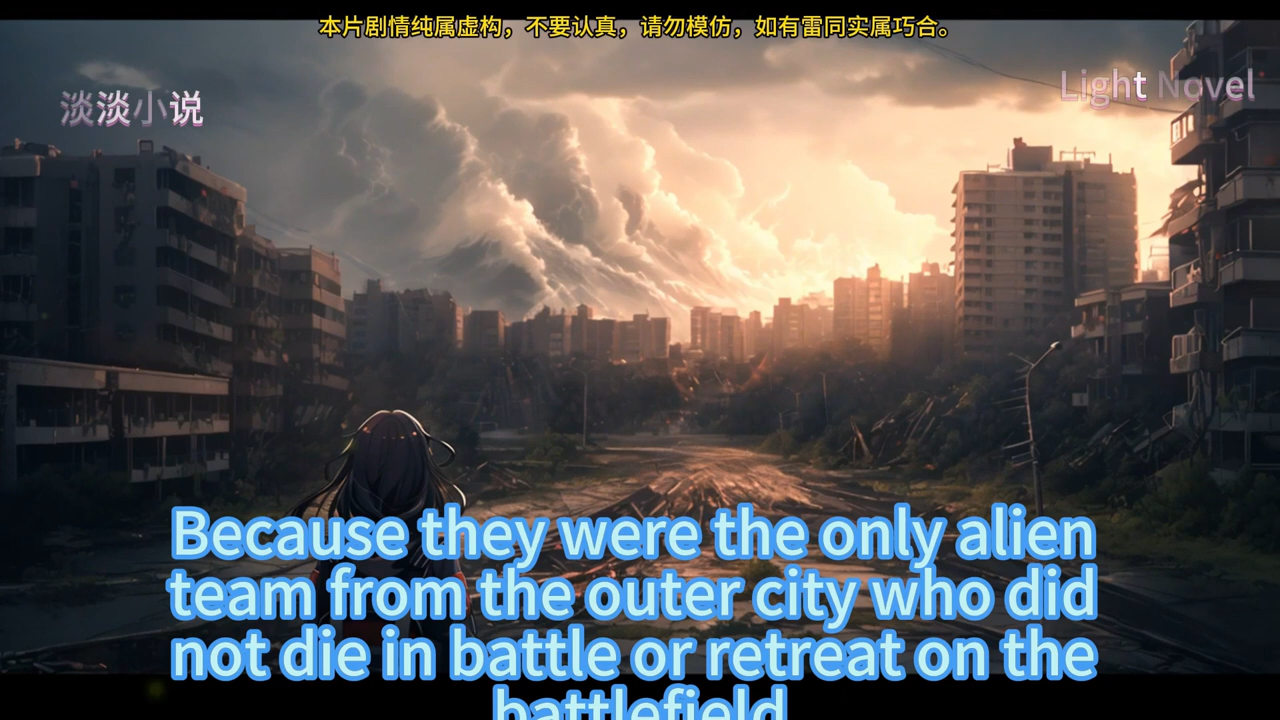 本片剧情纯属虚构，不要认真，请勿模仿，如有雷同实属巧合。
淡淡小说
Light Novel
Because they were the only alien
team from the outer city who did
not die in battle or retreat on the
battlefield